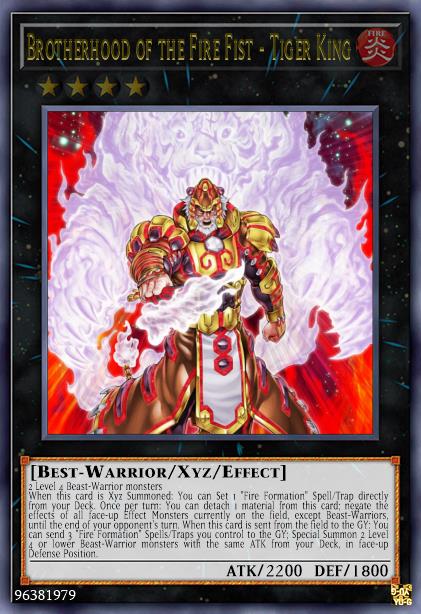 Brotherhood of the Fire Fist - Tiger King
FIRE
炎
[Best-Warrior/Xyz/Effect]
2 Level 4 Beast-Warrior monsters
When this card is Xyz Summoned: You can Set 1 "Fire Formation" Spell/Trap directly
from your Deck. Once per turn: You can detach 1 material from this card; negate the
effects of all face-up Effect Monsters currently on the field, except Beast-Warriors,
until the end of your opponent's turn. When this card is sent from the field to the GY: You
can send 3 "Fire Formation" Spells/Traps you control to the GY; Special Summon 2 Level
4 or lower Beast-Warrior monsters with the same ATK from your Deck, in face-up
Defense Position.
ATK/2200 DEF/1800
96381979